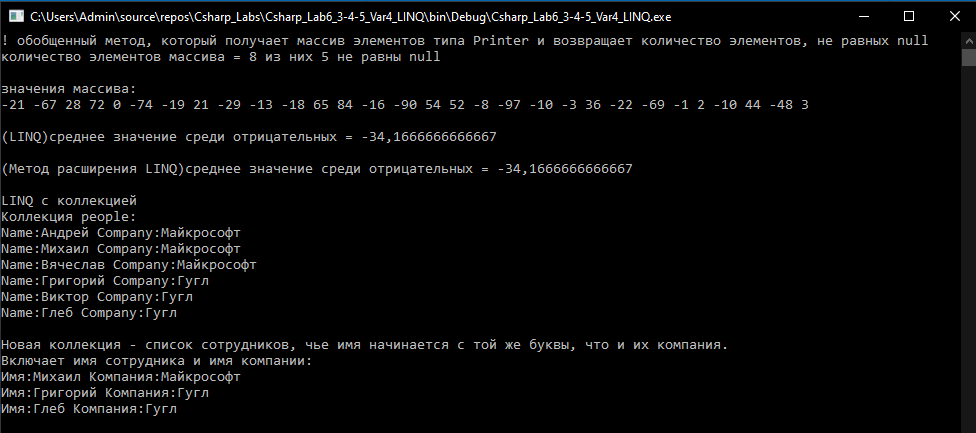 C:\Users\Admin\source\repos\Csharp_Labs\Csharp_Lab6_3-4-5_Var4_LINQ\bin\Debug\Csharp_Lab6_3-4-5_Var4_LINQ.exe
! обобщенный метод, который получает массив элементов типа Printer и возвращает количество элементов, не равных null
количество элементов массива = 8 из них 5 не равны null
значения массива:
-21 -67 28 72 0 -74 -19 21 -29 -13 -18 65 84 -16 -90 54 52 -8 -97 -10 -3 36 -22 -69 -1 2 -10 44 -48 3
(LINQ)среднее значение среди отрицательных = -34,1666666666667
(Метод расширения LINQ)среднее значение среди отрицательных = -34,1666666666667
LINQ с коллекцией
Коллекция people:
Name:Андрей Company:Майкрософт
Name:Михаил Company:Майкрософт
Name:Вячеслав Company:Майкрософт
Name:Григорий Company:Гугл
Name:Виктор Company:Гугл
Name:Глеб Company:Гугл
Новая коллекция - список сотрудников, чье имя начинается с той же буквы, что и их компания.
Включает имя сотрудника и имя компании:
Имя:Михаил Компания:Майкрософт
Имя:Григорий Компания:Гугл
Имя:Глеб Компания:Гугл